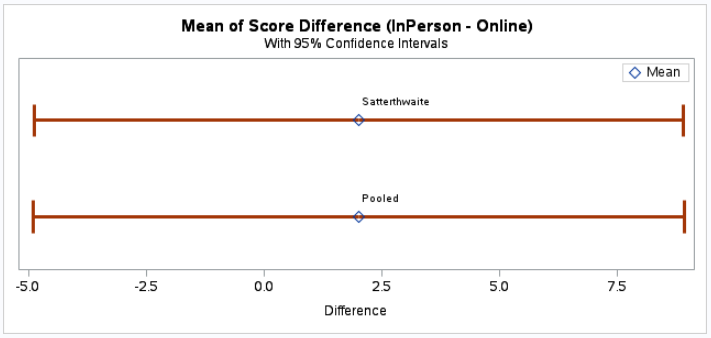 Mean of Score Difference (InPerson - Online)
With 95% Confidence Intervals
Mean
Satterthwaite
Pooled
-5.0 -2.5 0.0 2.5 5.0 7.5
Difference